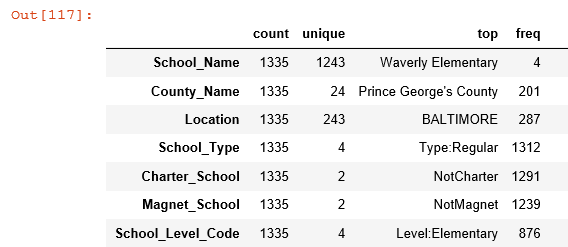 Out[117]:
count unique top freq
School_Name 1335 1243 Waverly Elementary 4
County_Name 1335 24 Prince George's County 201
Location 1335 243 BALTIMORE 287
School_Type 1335 4 Type:Regular 1312
Charter_School 1335 2 NotCharter 1291
Magnet_School 1335 2 NotMagnet 1239
School_Level_Code 1335 4 Level:Elementary 876